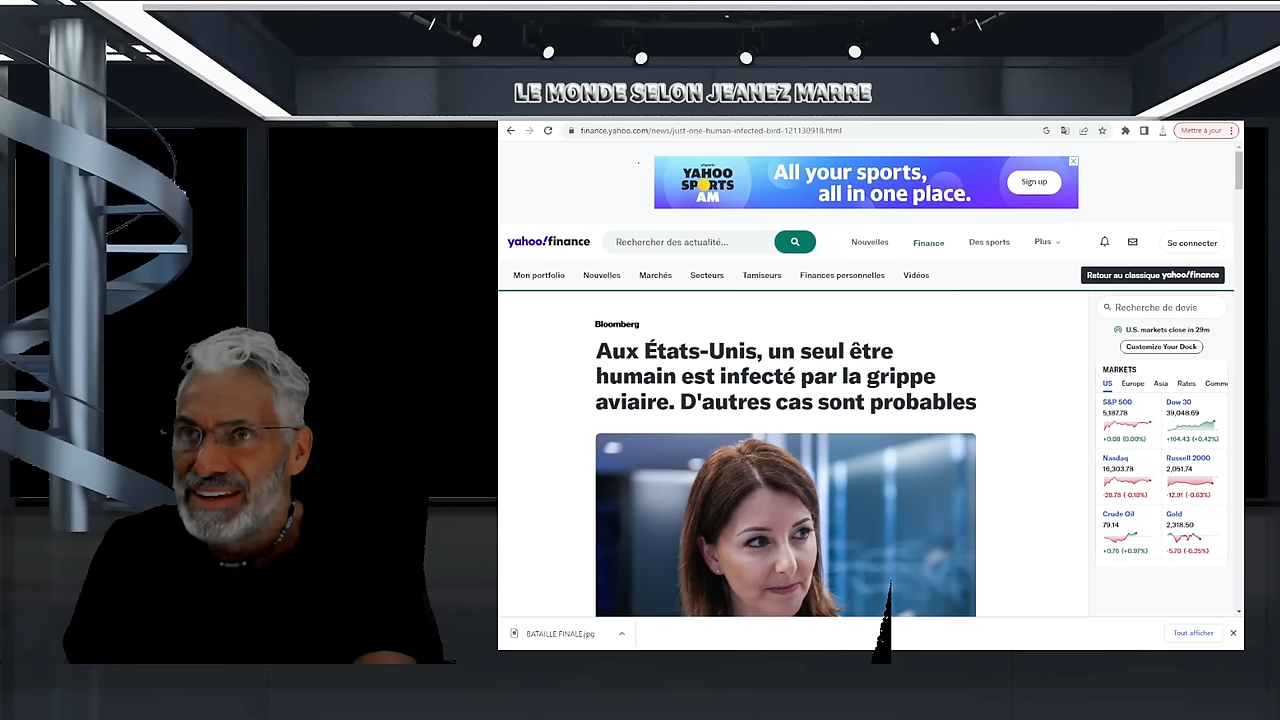 LE MONDE SELON JEANEZ MARRE
finance.yahoo.com/news/just-one-human-infected-bird-121130918.html
Mettre à jour
YAHOO SPORTS AM
All your sports,
all in one place.
Sign up
yahoo!finance
Rechercher des actualité...
Nouvelles
Finance
Des sports
Plus
Se connecter
Mon portfolio
Nouvelles
Marchés
Secteurs
Tamiseurs
Finances personnelles
Vidéos
Retour au classique yahoo!finance
Bloomberg
Aux États-Unis, un seul être
humain est infecté par la grippe
aviaire. D'autres cas sont probables
Recherche de devis
U.S. markets close in 29m
Customize Your Dock
MARKETS
US Europe Asia Rates Comm
S&P 500
5,187.78
+0.08 (0.00%)
Dow 30
39,048.69
+164.43 (+0.42%)
Nasdaq
16,303.78
-28.78 (-0.18%)
Russell 2000
2,051.74
-12.91 (-0.63%)
Crude Oil
79.14
+0.76 (+0.97%)
Gold
2,318.50
-5.70 (-0.25%)
BATAILLE FINALE.jpg
Tout afficher